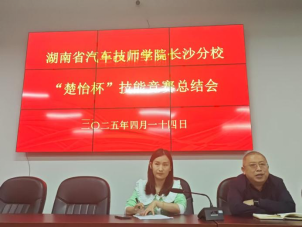 湖南省汽车技师学院长沙分校
“楚怡杯”技能竞赛总结会
二〇二五年四月一十四日